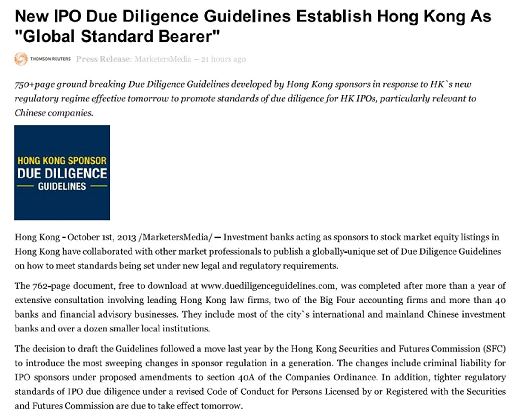 New IPO Due Diligence Guidelines Establish Hong Kong As
"Global Standard Bearer"
THOMSON REUTERS Press Release: MarketersMedia – 21 hours ago
750+page ground breaking Due Diligence Guidelines developed by Hong Kong sponsors in response to HK`s new
regulatory regime effective tomorrow to promote standards of due diligence for HK IPOs, particularly relevant to
Chinese companies.
HONG KONG SPONSOR
DUE DILIGENCE
GUIDELINES
Hong Kong - October 1st, 2013 /MarketersMedia/ — Investment banks acting as sponsors to stock market equity listings in
Hong Kong have collaborated with other market professionals to publish a globally-unique set of Due Diligence Guidelines
on how to meet standards being set under new legal and regulatory requirements.
The 762-page document, free to download at www.duediligenceguidelines.com, was completed after more than a year of
extensive consultation involving leading Hong Kong law firms, two of the Big Four accounting firms and more than 40
banks and financial advisory businesses. They include most of the city`s international and mainland Chinese investment
banks and over a dozen smaller local institutions.
The decision to draft the Guidelines followed a move last year by the Hong Kong Securities and Futures Commission (SFC)
to introduce the most sweeping changes in sponsor regulation in a generation. The changes include criminal liability for
IPO sponsors under proposed amendments to section 40A of the Companies Ordinance. In addition, tighter regulatory
standards of IPO due diligence under a revised Code of Conduct for Persons Licensed by or Registered with the Securities
and Futures Commission are due to take effect tomorrow.